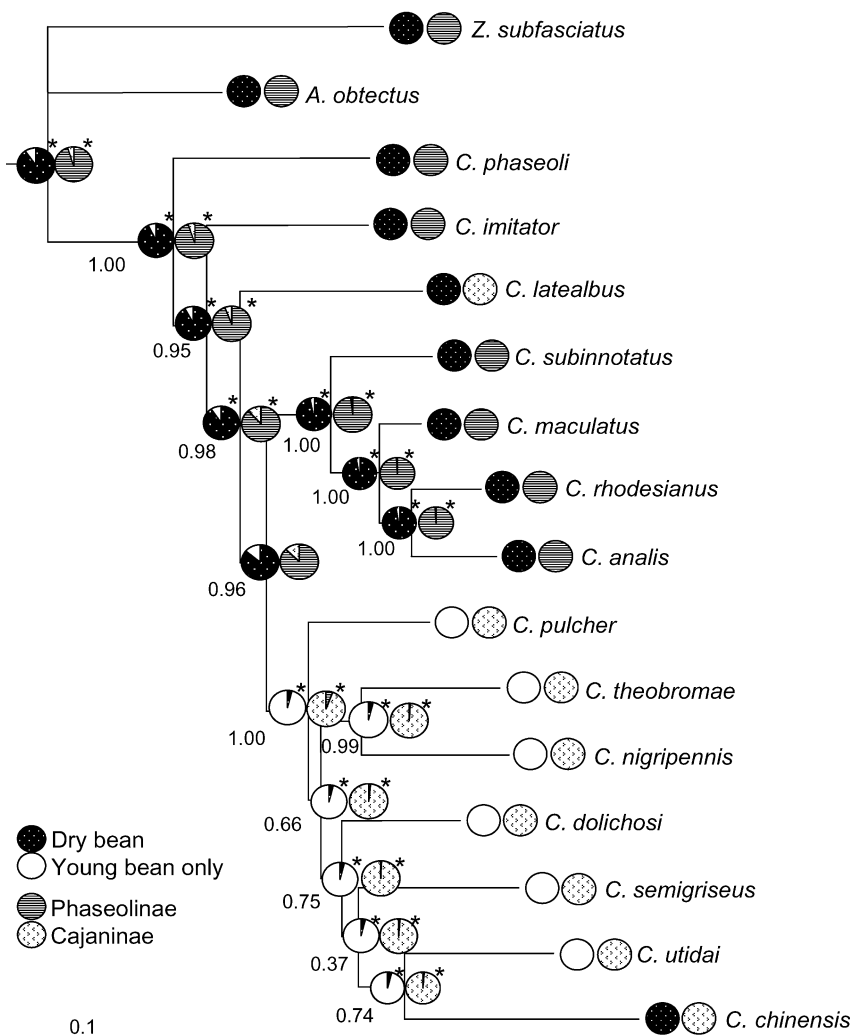 Z. subfasciatus
A. obtectus
* *
C. phaseoli
* *
C. imitator
1.00
* *
C. latealbus
0.95
C. subinnotatus
* *
* *
0.98
1.00
C. maculatus
* *
1.00
C. rhodesianus
* *
1.00
C. analis
0.96
C. pulcher
* *
C. theobromae
* *
1.00
0.99
C. nigripennis
* *
0.66
C. dolichosi
* *
0.75
C. semigriseus
* *
0.37
C. utidai
* *
0.74
C. chinensis
Dry bean
Young bean only
Phaseolinae
Cajaninae
0.1